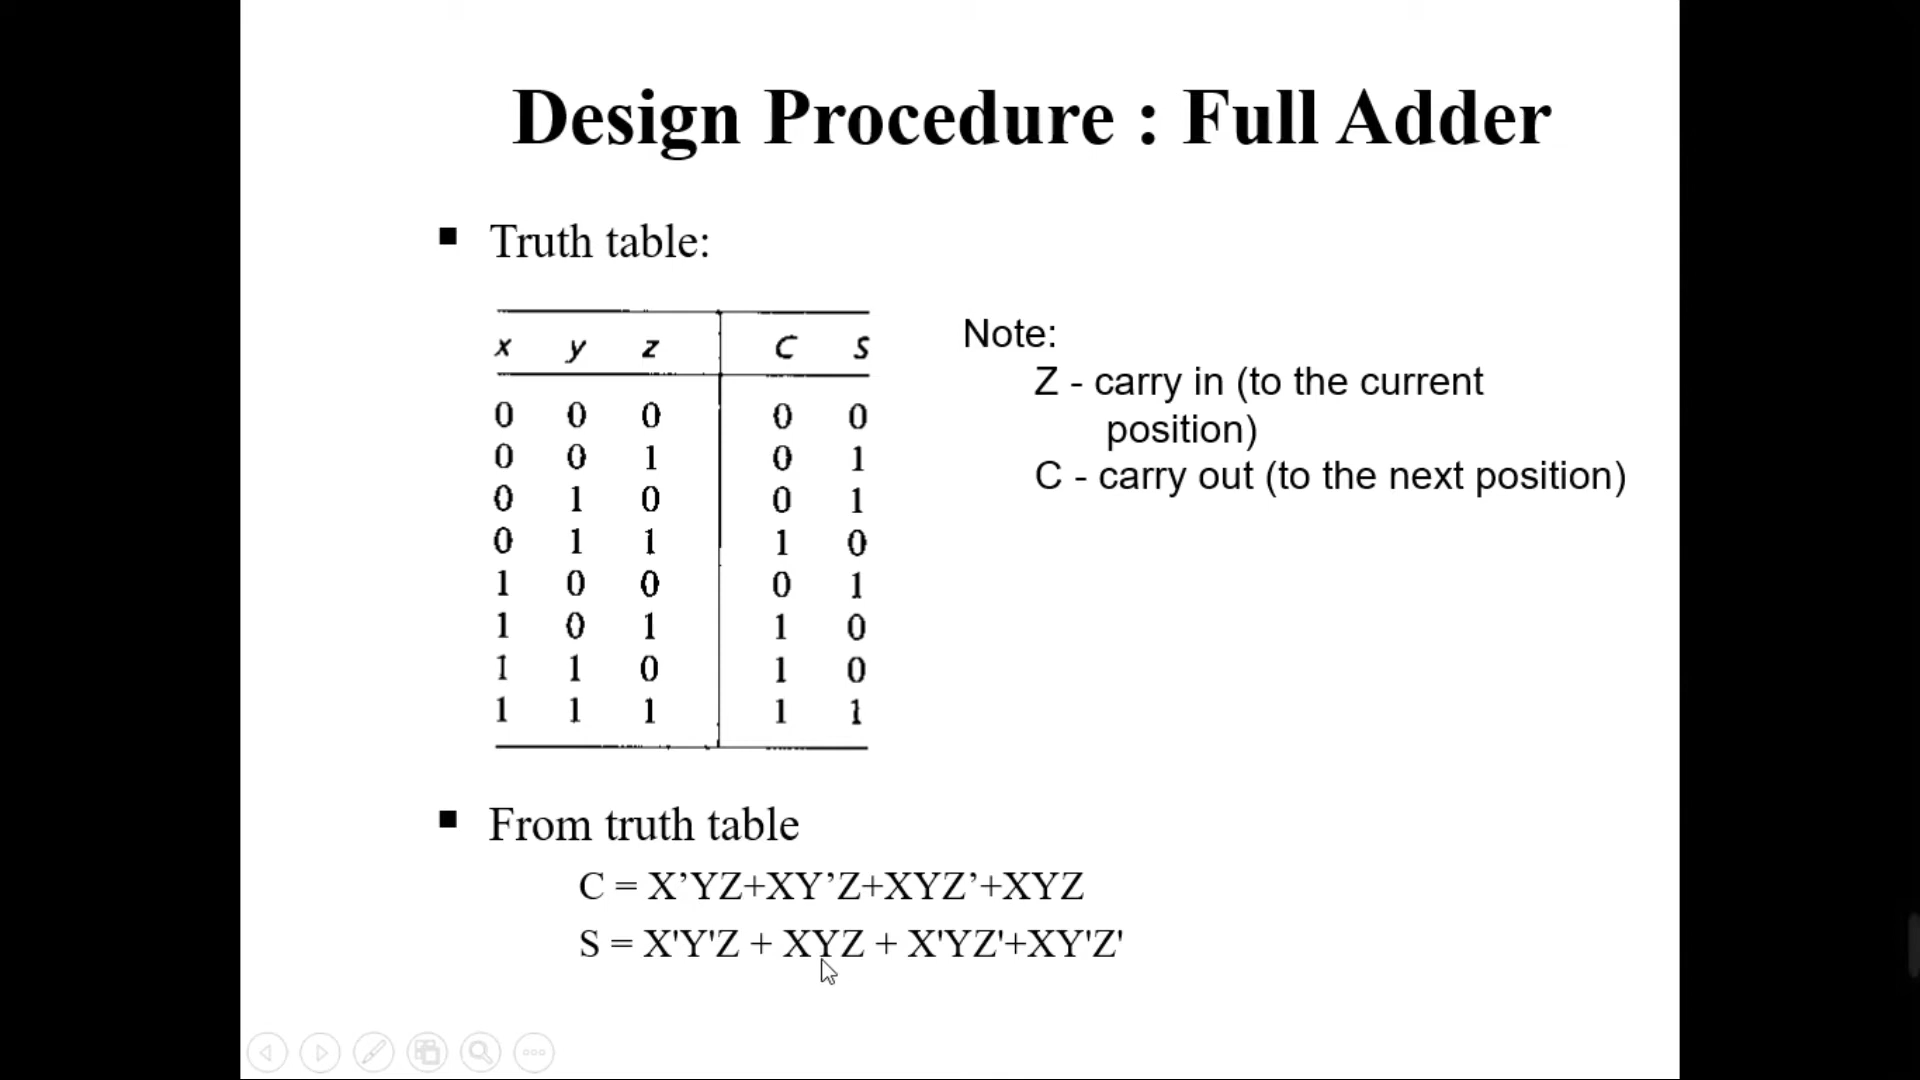 Design Procedure : Full Adder
▪ Truth table:
x y z C S
0 0 0 0 0
0 0 1 0 1
0 1 0 0 1
0 1 1 1 0
1 0 0 0 1
1 0 1 1 0
1 1 0 1 0
1 1 1 1 1
Note:
Z - carry in (to the current
position)
C - carry out (to the next position)
▪ From truth table
C = X’YZ+XY’Z+XYZ’+XYZ
S = X'Y'Z + XYZ + X'YZ'+XY'Z'